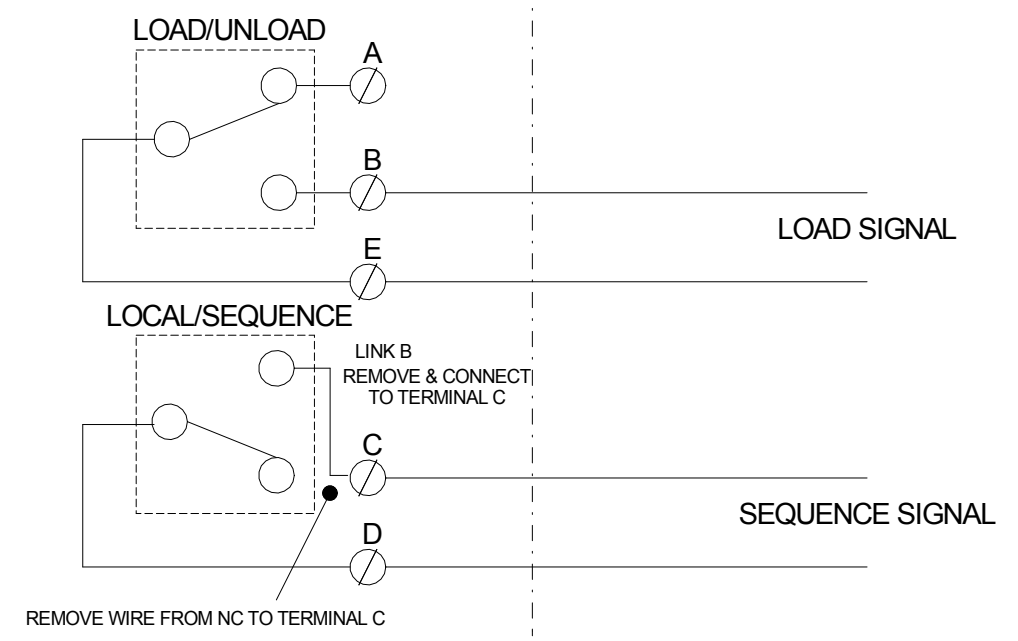 LOAD/UNLOAD
A
B
LOAD SIGNAL
E
LOCAL/SEQUENCE
LINK B
REMOVE & CONNECT
TO TERMINAL C
C
SEQUENCE SIGNAL
D
REMOVE WIRE FROM NC TO TERMINAL C